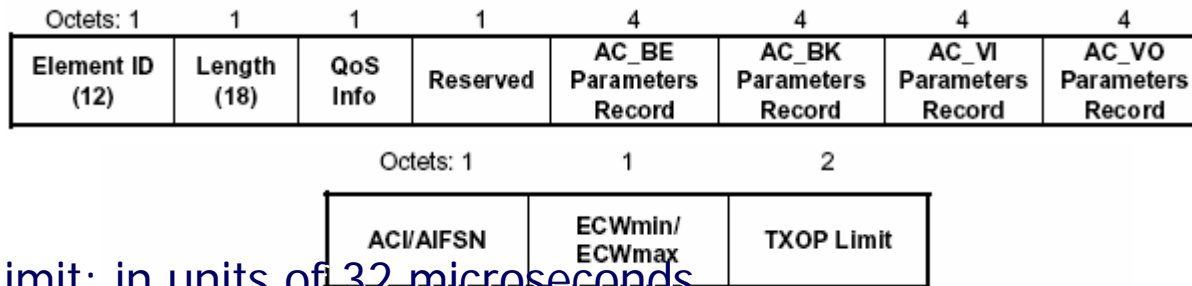 Octets: 1 1 1 1 4 4 4 4
Element ID (12) Length (18) QoS Info Reserved AC_BE Parameters Record AC_BK Parameters Record AC_VI Parameters Record AC_VO Parameters Record
Octets: 1 1 2
ACI/AIFSN ECWmin/ ECWmax TXOP Limit
imit: in units of 32 microseconds